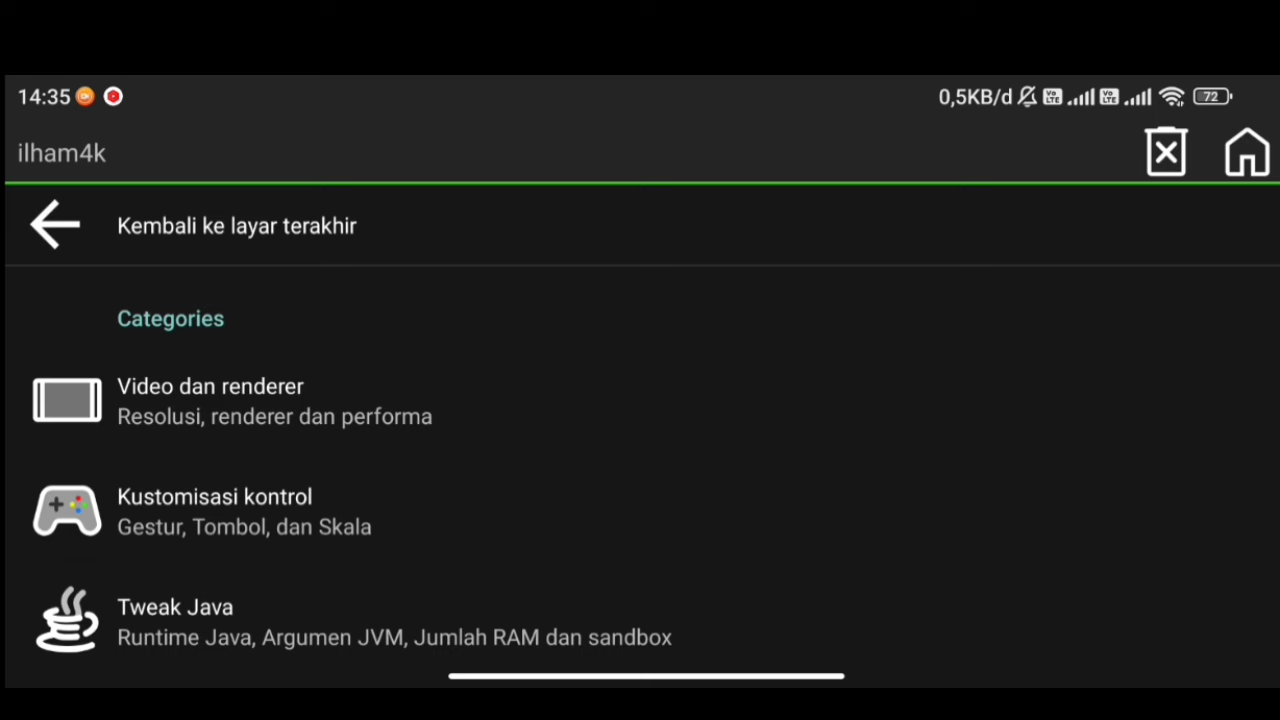 14:35
0,5KB/d
72
ilham4k
Kembali ke layar terakhir
Categories
Video dan renderer
Resolusi, renderer dan performa
Kustomisasi kontrol
Gestur, Tombol, dan Skala
Tweak Java
Runtime Java, Argumen JVM, Jumlah RAM dan sandbox